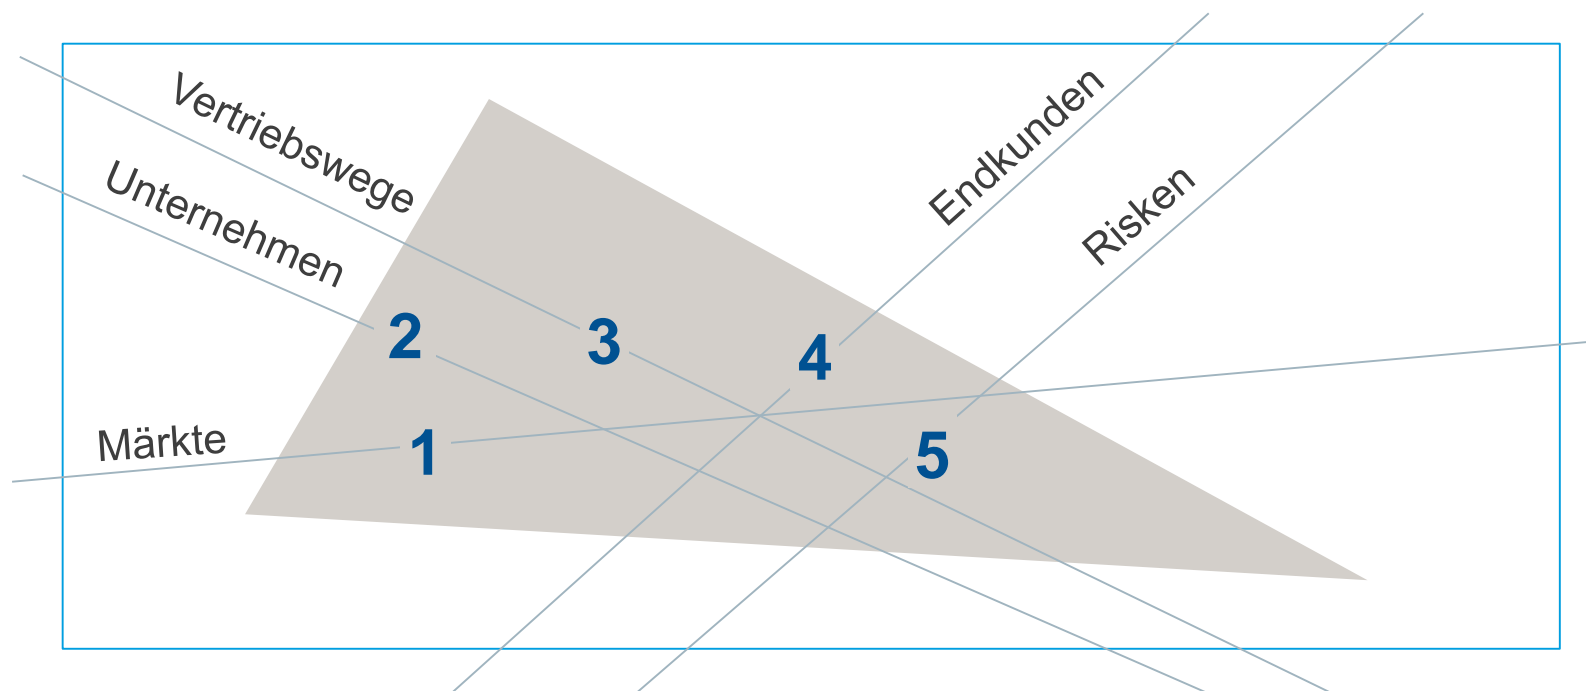 Vertriebswege
Unternehmen
Märkte
Endkunden
Risken
2
3
4
1
5